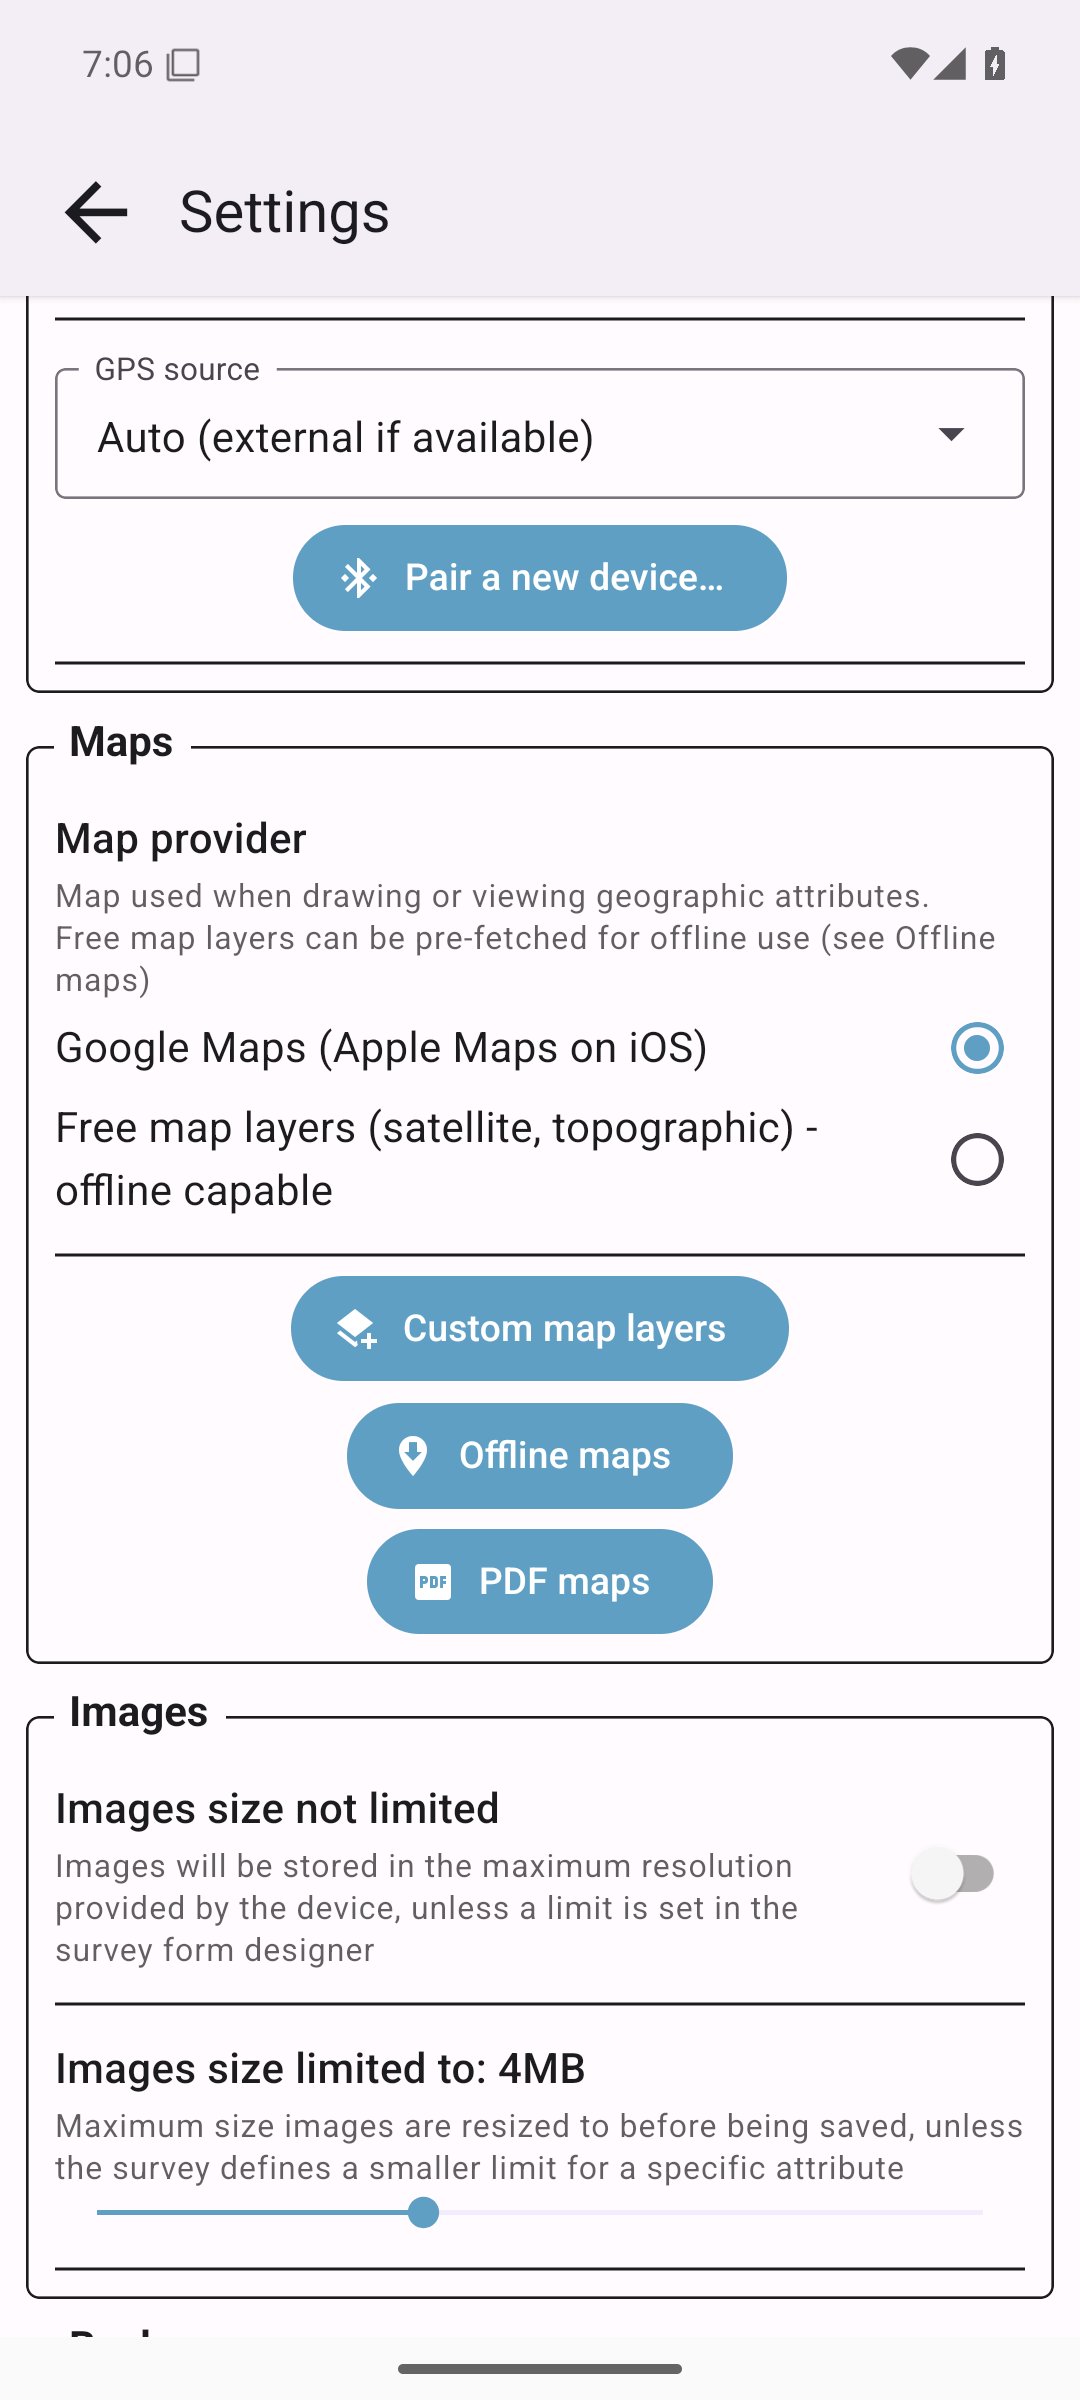 7:06
Settings
GPS source
Auto (external if available)
Pair a new device...
Maps
Map provider
Map used when drawing or viewing geographic attributes.
Free map layers can be pre-fetched for offline use (see Offline
maps)
Google Maps (Apple Maps on iOS)
Free map layers (satellite, topographic) -
offline capable
Custom map layers
Offline maps
PDF
PDF maps
Images
Images size not limited
Images will be stored in the maximum resolution
provided by the device, unless a limit is set in the
survey form designer
Images size limited to: 4MB
Maximum size images are resized to before being saved, unless
the survey defines a smaller limit for a specific attribute